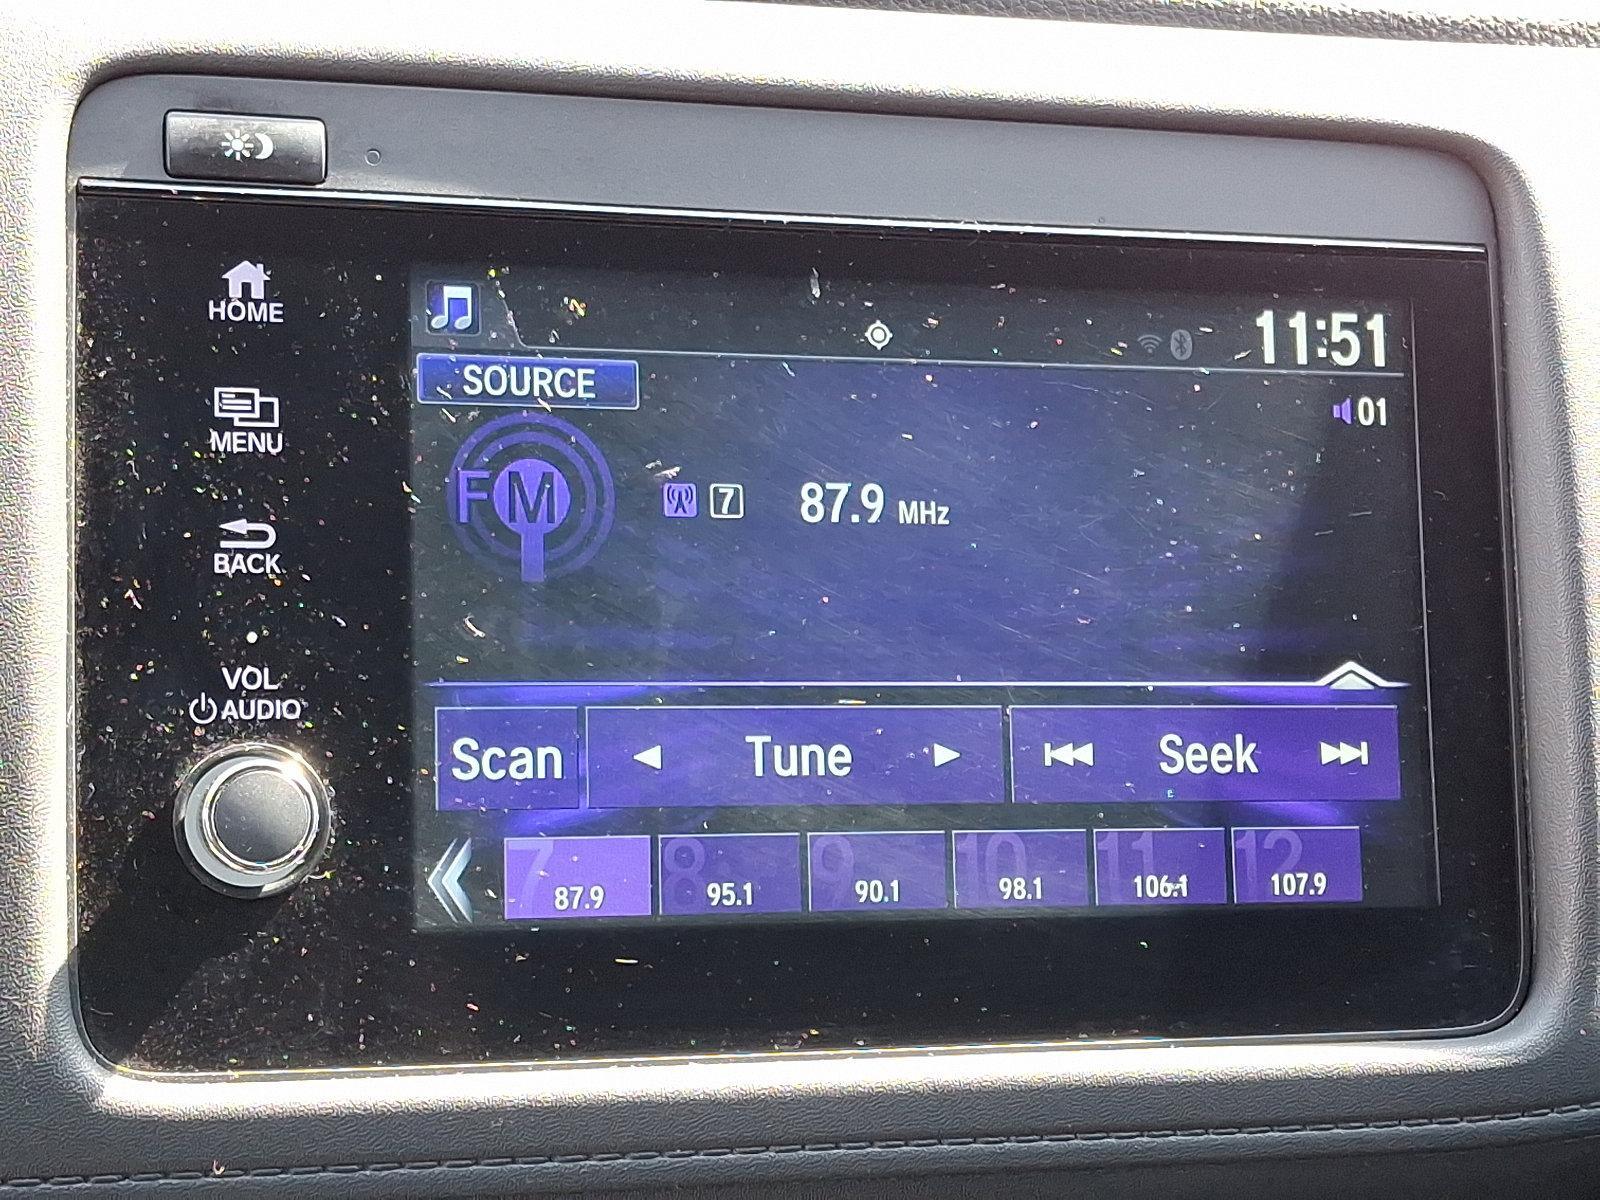 HOME
MENU
BACK
VOL
AUDIO
11:51
SOURCE
01
FM
7 87.9 MHz
Scan Tune Seek
7 8 9 10 11 12
87.9 95.1 90.1 98.1 106.1 107.9